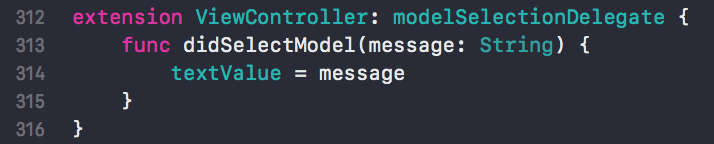 312 extension ViewController: modelSelectionDelegate {
313     func didSelectModel(message: String) {
314         textValue = message
315     }
316 }